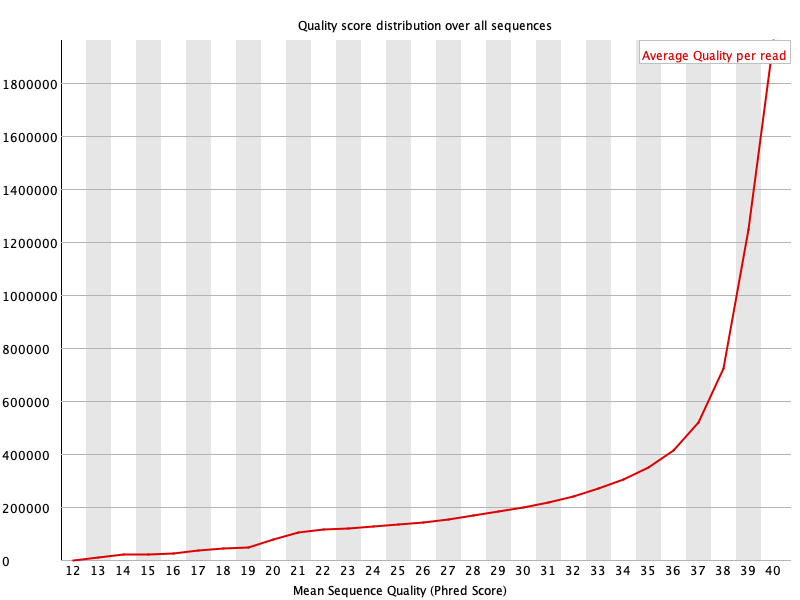 Quality score distribution over all sequences
Average Quality per read
1800000
1600000
1400000
1200000
1000000
800000
600000
400000
200000
0
12 13 14 15 16 17 18 19 20 21 22 23 24 25 26 27 28 29 30 31 32 33 34 35 36 37 38 39 40
Mean Sequence Quality (Phred Score)